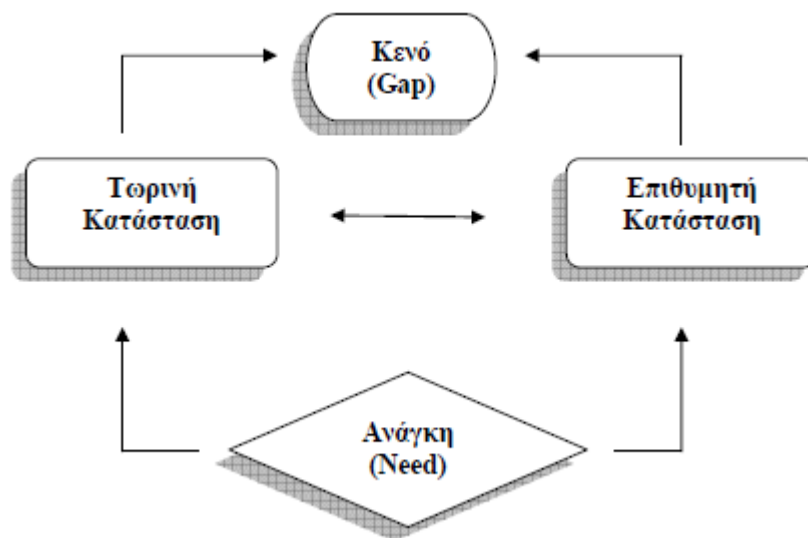 Κενό
(Gap)
Τωρινή
Κατάσταση
Επιθυμητή
Κατάσταση
Ανάγκη
(Need)